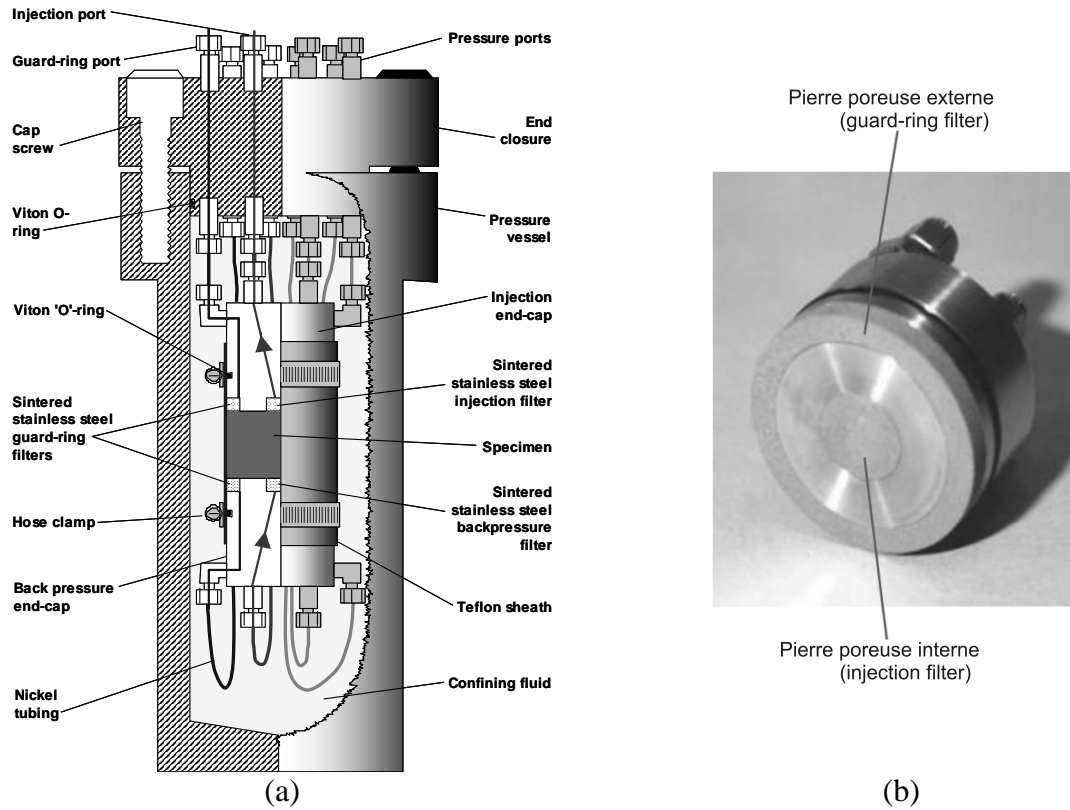 Injection port
Guard-ring port
Cap
screw
Viton O-
ring
Viton 'O'-ring
Sintered
stainless steel
guard-ring
filters
Hose clamp
Back pressure
end-cap
Nickel
tubing
Pressure ports
End
closure
Pressure
vessel
Injection
end-cap
Sintered
stainless steel
injection filter
Specimen
Sintered
stainless steel
backpressure
filter
Teflon sheath
Confining fluid
(a)
Pierre poreuse externe
(guard-ring filter)
Pierre poreuse interne
(injection filter)
(b)